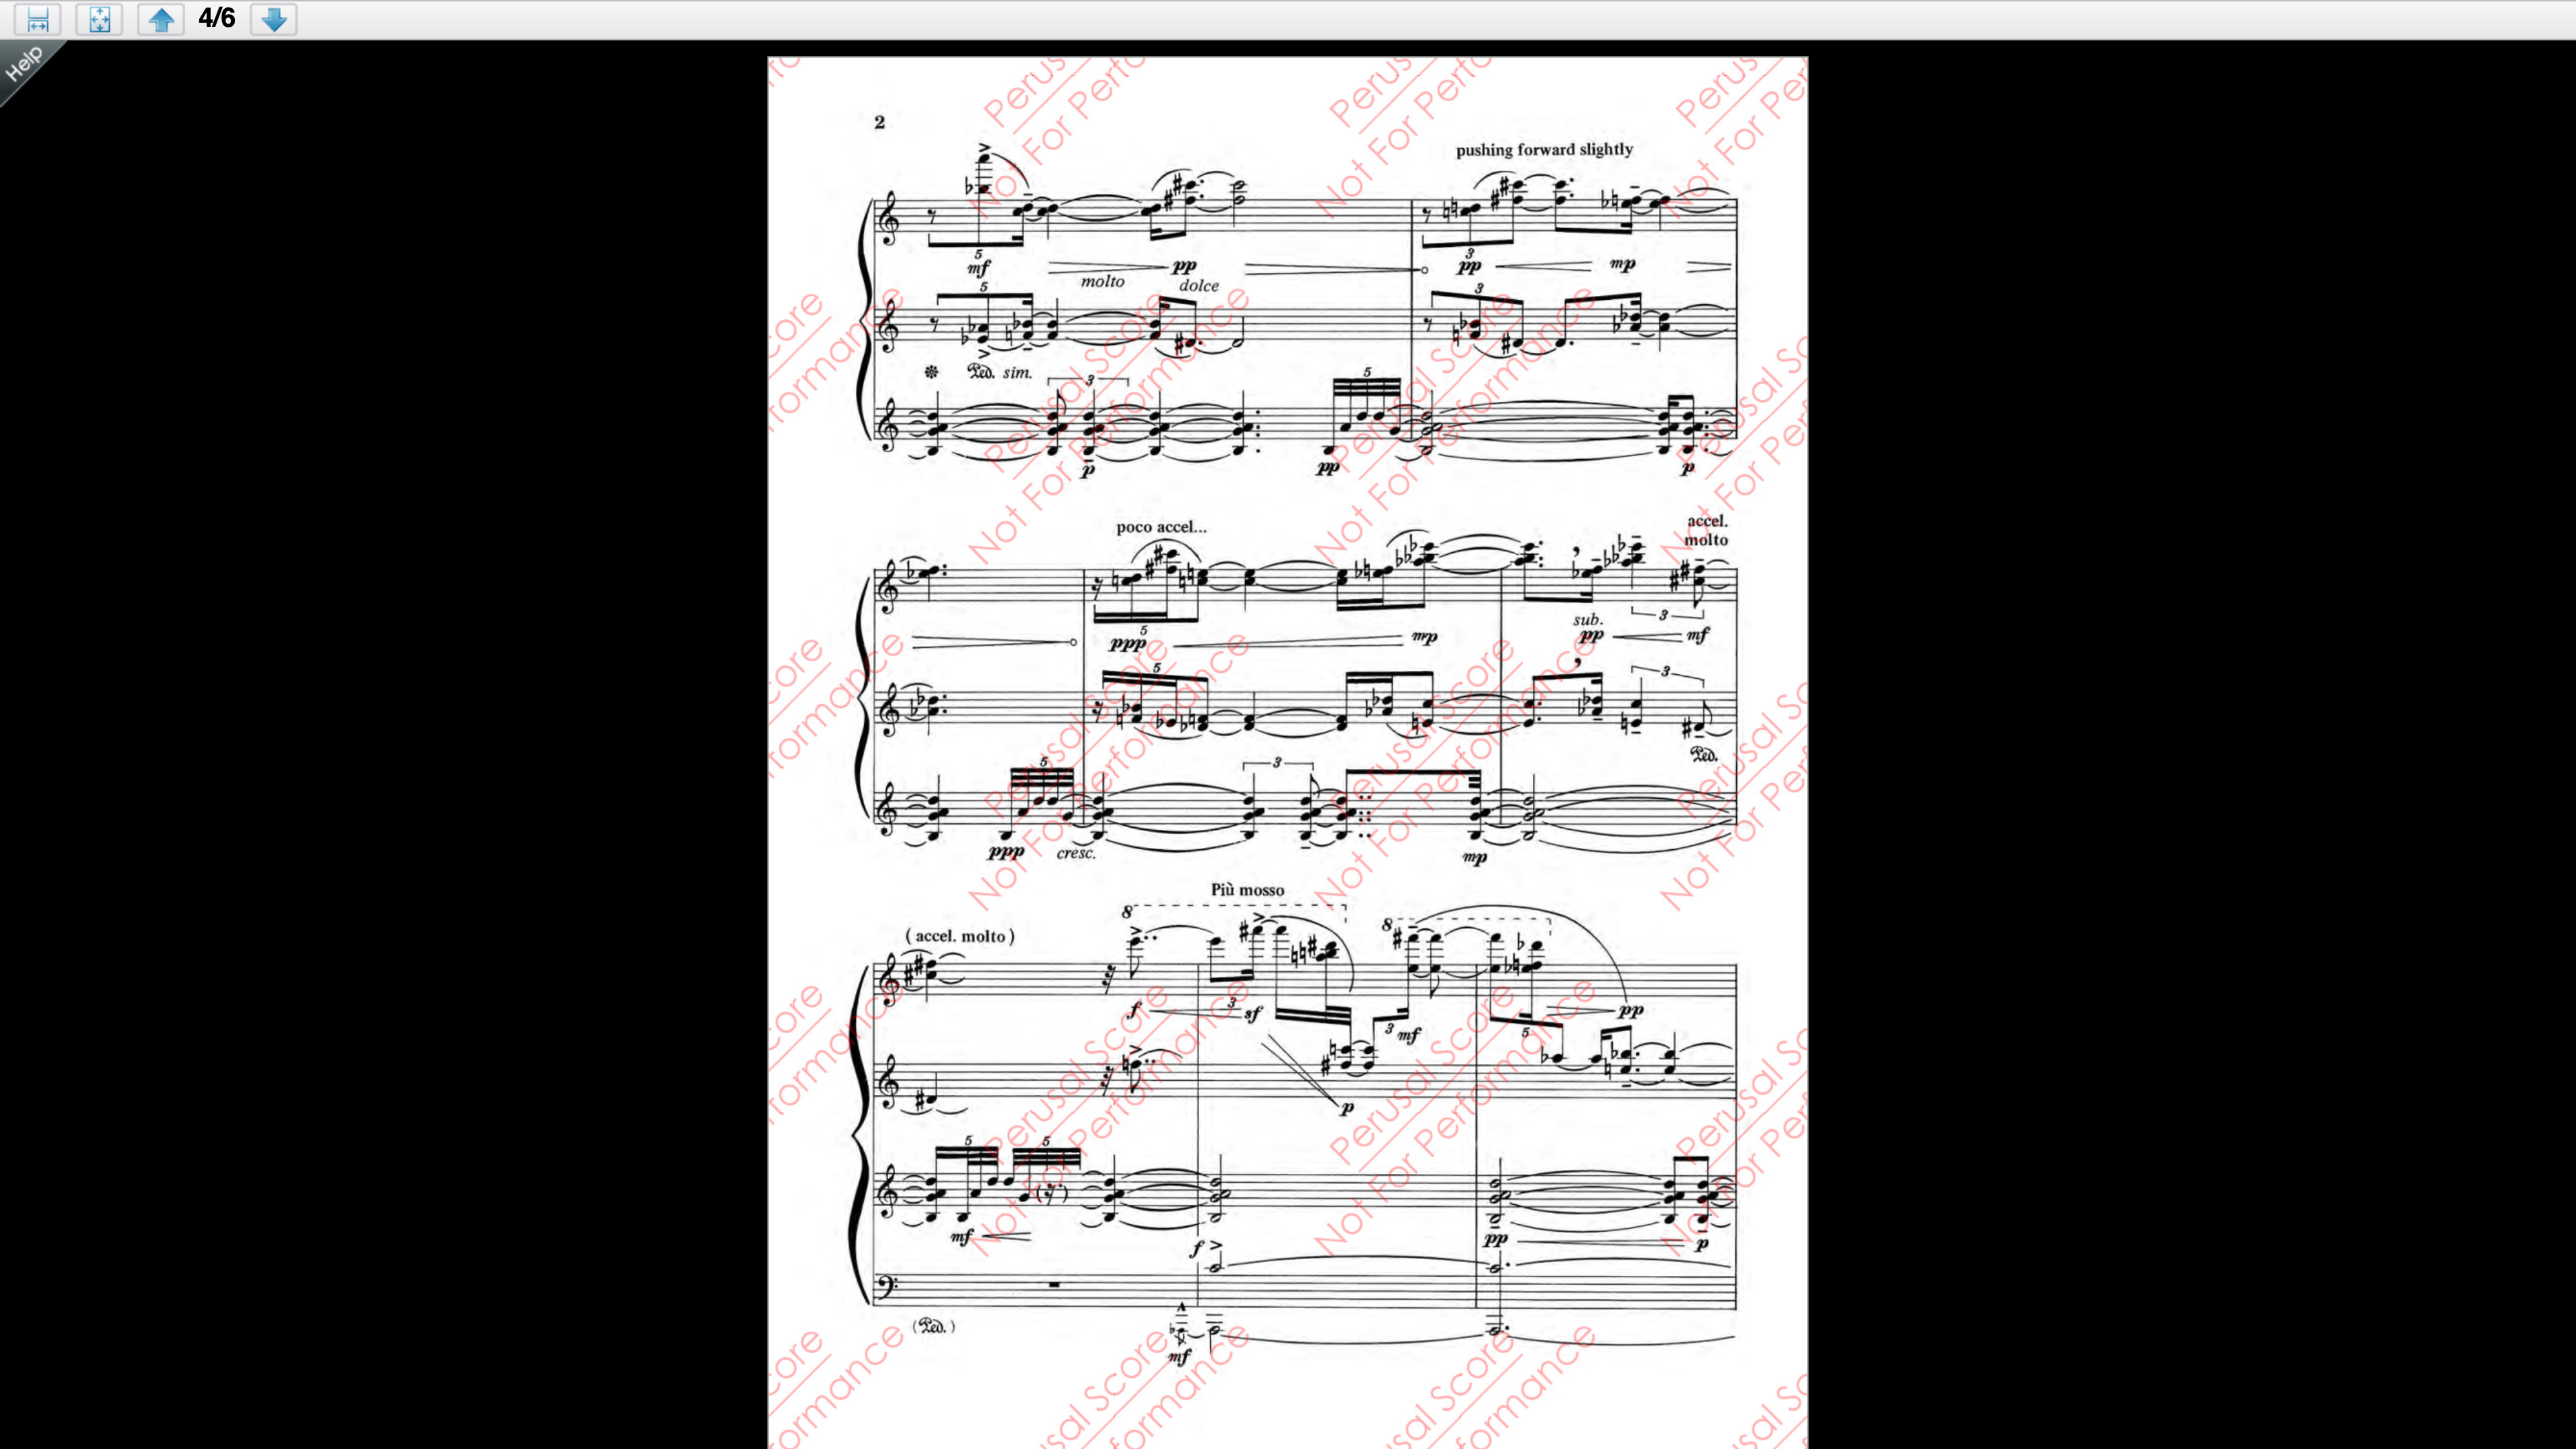 4/6
Help
2
pushing forward slightly
5
3
mf
molto
pp
dolce
pp
mp
5
3
Ped. sim.
3
5
p
pp
p
poco accel...
accel.
molto
5
3
sub.
ppp
mp
pp
mf
5
3
Ped.
5
3
ppp
cresc.
mp
Più mosso
8
8
(accel. molto)
3
f
sf
3
mf
5
pp
p
5
5
mf
f
pp
p
(Ped.)
mf
Perusal Score
Not For Performance